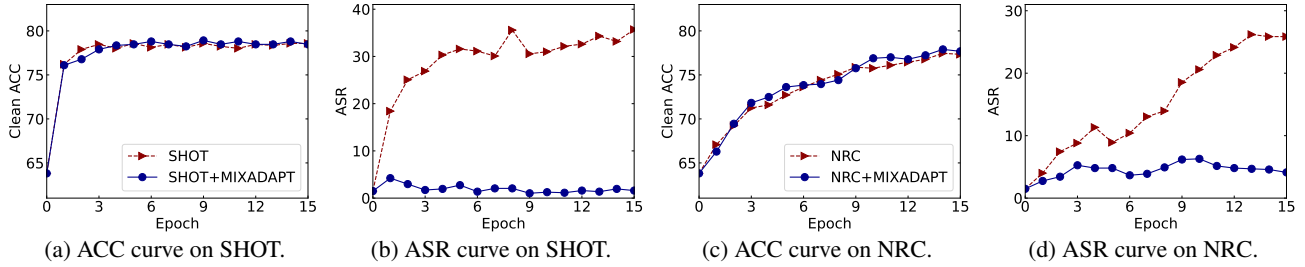 80
75
70
65
Clean ACC
SHOT
SHOT+MIXADAPT
0 3 6 9 12 15
Epoch
(a) ACC curve on SHOT.
40
30
20
10
0
ASR
0 3 6 9 12 15
Epoch
(b) ASR curve on SHOT.
80
75
70
65
Clean ACC
NRC
NRC+MIXADAPT
0 3 6 9 12 15
Epoch
(c) ACC curve on NRC.
30
20
10
0
ASR
0 3 6 9 12 15
Epoch
(d) ASR curve on NRC.